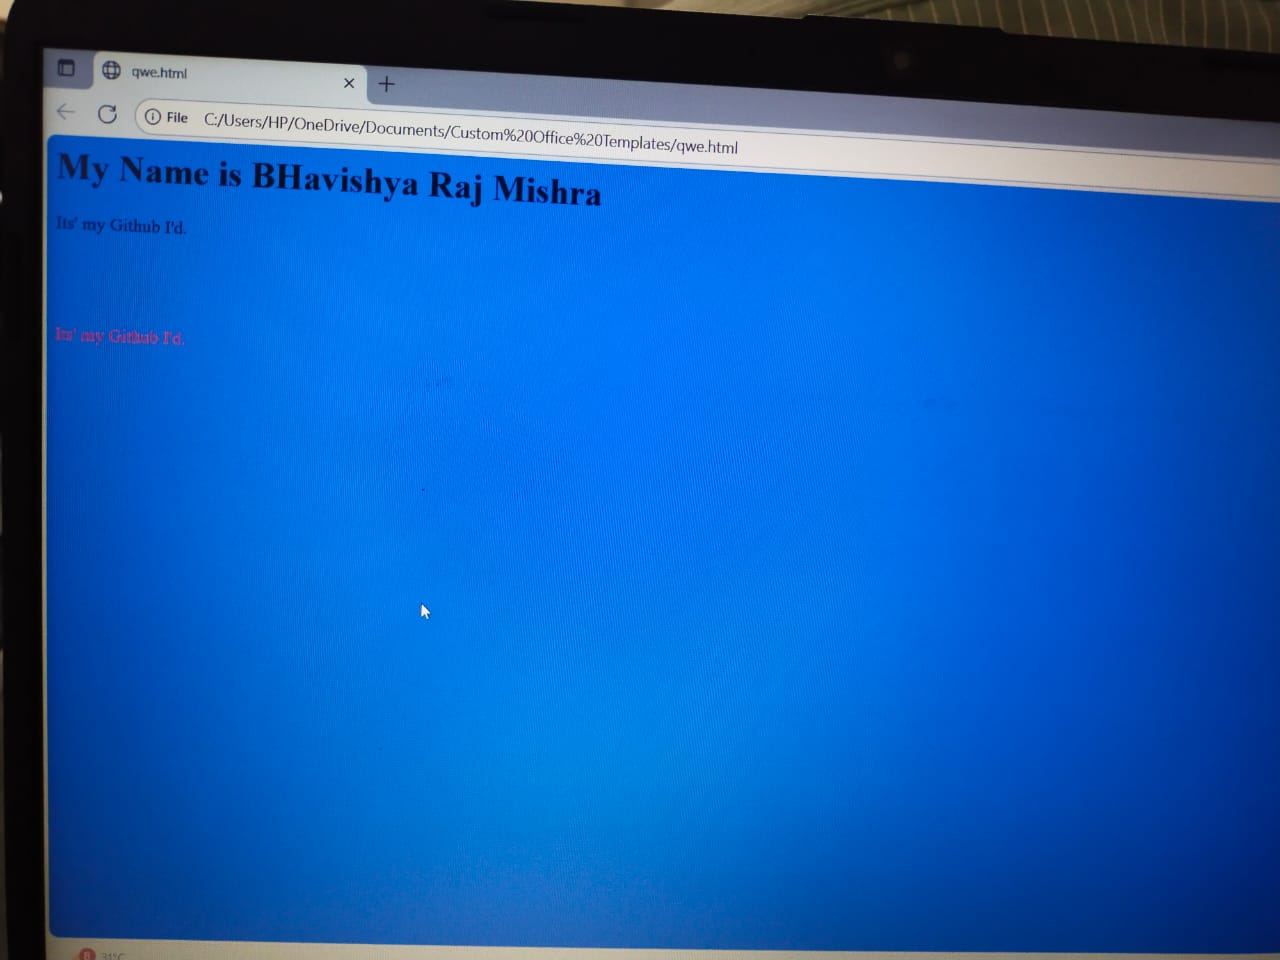 qwe.html
File C:/Users/HP/OneDrive/Documents/Custom%20Office%20Templates/qwe.html
My Name is BHavishya Raj Mishra
Its' my Github I'd.
Its' my Github I'd.
31°C